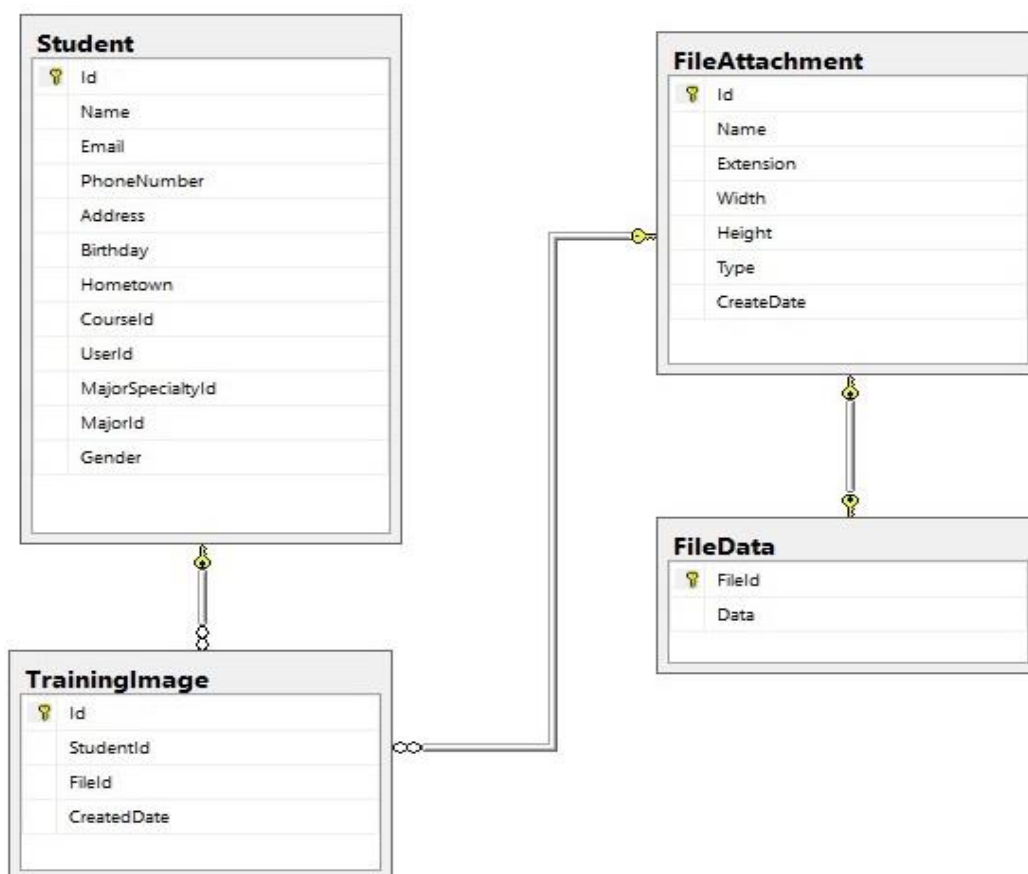 Student
Id
Name
Email
PhoneNumber
Address
Birthday
Hometown
CourseId
UserId
MajorSpecialtyId
MajorId
Gender
FileAttachment
Id
Name
Extension
Width
Height
Type
CreateDate
FileData
FileId
Data
TrainingImage
Id
StudentId
FileId
CreatedDate